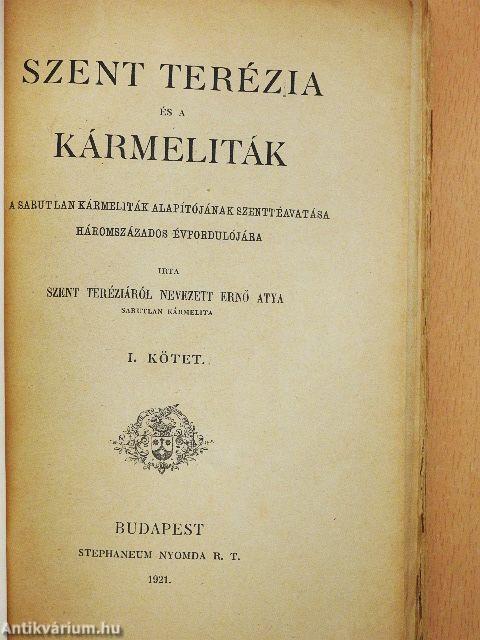 SZENT TERÉZIA
ÉS A
KÁRMELITÁK
A SARUTLAN KÁRMELITÁK ALAPÍTÓJÁNAK SZENTTÉAVATÁSA
HÁROMSZÁZADOS ÉVFORDULÓJÁRA
IRTA
SZENT TERÉZIÁRÓL NEVEZETT ERNŐ ATYA
SARUTLAN KÁRMELITA
I. KÖTET.
BUDAPEST
STEPHANEUM NYOMDA R. T.
1921.
Antikvárium.hu